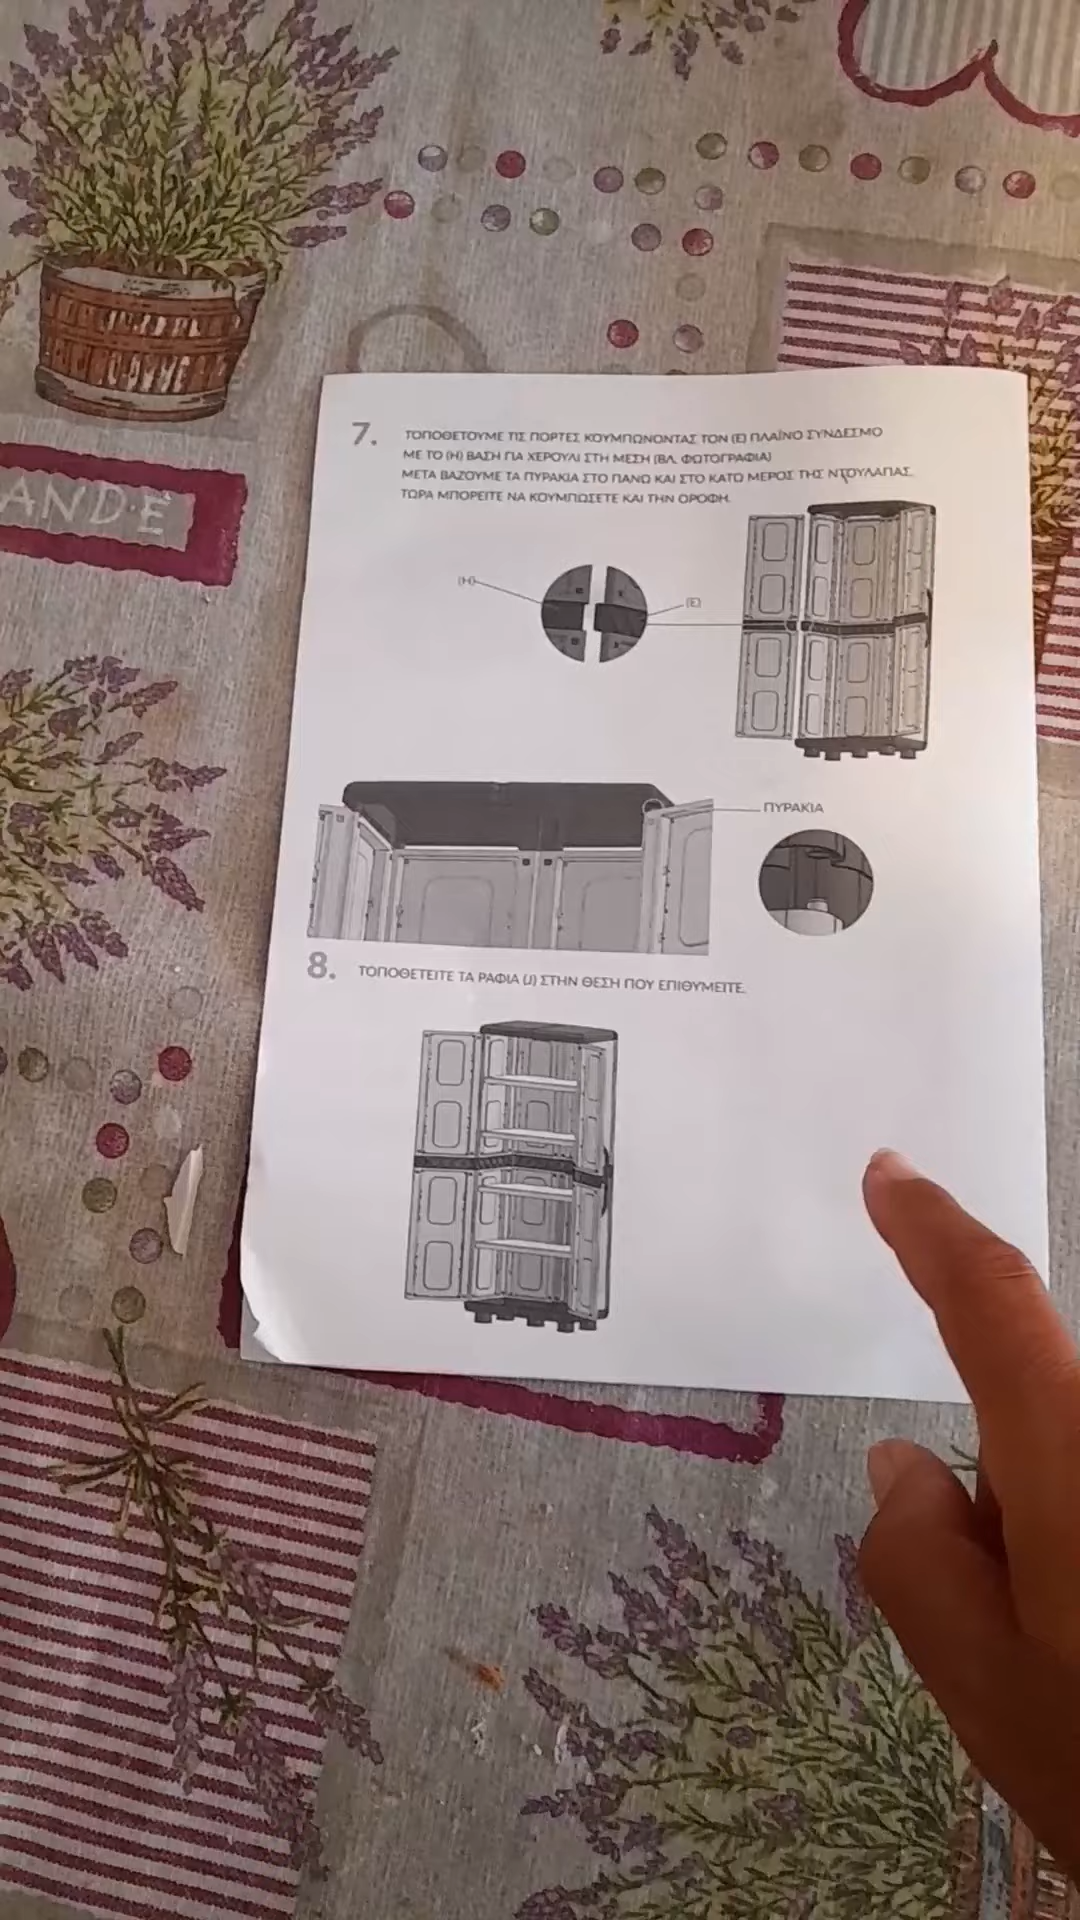 AND·E
7. ΤΟΠΟΘΕΤΟΥΜΕ ΤΙΣ ΠΟΡΤΕΣ ΚΟΥΜΠΩΝΟΝΤΑΣ ΤΟΝ (Ε) ΠΛΑΪΝΟ ΣΥΝΔΕΣΜΟ
ΜΕ ΤΟ (Η) ΒΑΣΗ ΓΙΑ ΧΕΡΟΥΛΙ ΣΤΗ ΜΕΣΗ (ΒΛ. ΦΩΤΟΓΡΑΦΙΑ)
ΜΕΤΑ ΒΑΖΟΥΜΕ ΤΑ ΠΥΡΑΚΙΑ ΣΤΟ ΠΑΝΩ ΚΑΙ ΣΤΟ ΚΑΤΩ ΜΕΡΟΣ ΤΗΣ ΝΤΟΥΛΑΠΑΣ.
ΤΩΡΑ ΜΠΟΡΕΙΤΕ ΝΑ ΚΟΥΜΠΩΣΕΤΕ ΚΑΙ ΤΗΝ ΟΡΟΦΗ.
(Η)
(Ε)
ΠΥΡΑΚΙΑ
8. ΤΟΠΟΘΕΤΕΙΤΕ ΤΑ ΡΑΦΙΑ (J) ΣΤΗΝ ΘΕΣΗ ΠΟΥ ΕΠΙΘΥΜΕΙΤΕ.